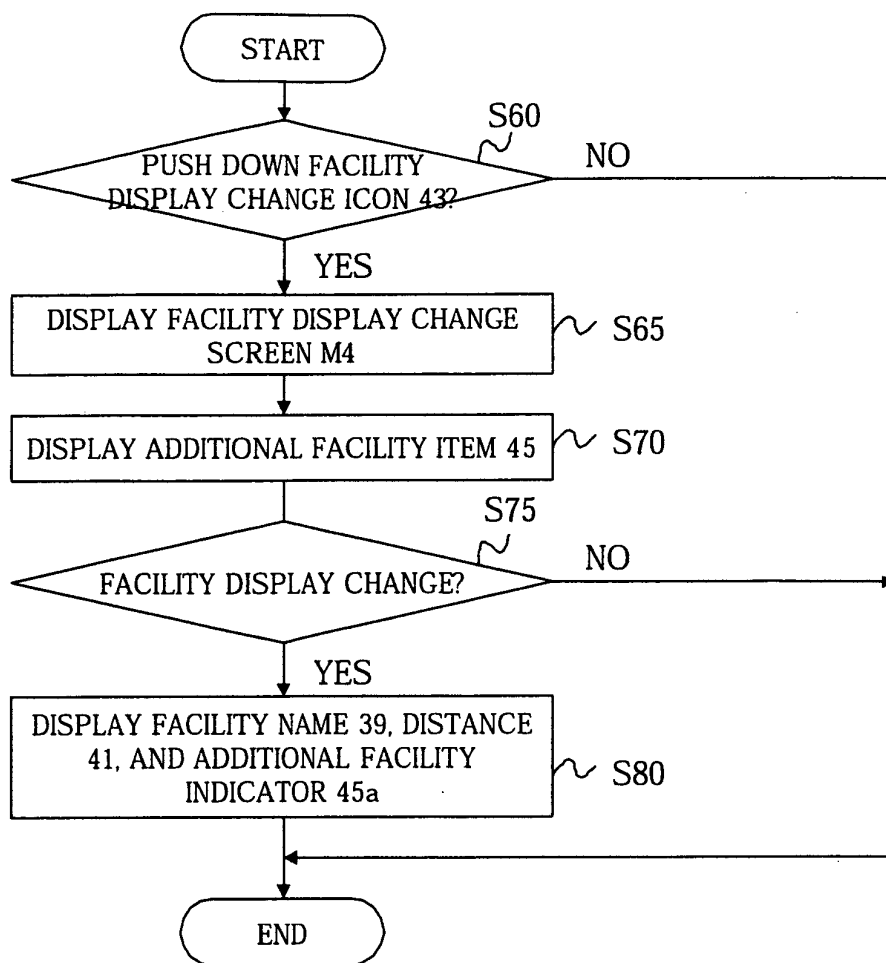 START
S60
PUSH DOWN FACILITY
DISPLAY CHANGE ICON 43?
NO
YES
DISPLAY FACILITY DISPLAY CHANGE
SCREEN M4
S65
DISPLAY ADDITIONAL FACILITY ITEM 45
S70
S75
FACILITY DISPLAY CHANGE?
NO
YES
DISPLAY FACILITY NAME 39, DISTANCE
41, AND ADDITIONAL FACILITY
INDICATOR 45a
S80
END